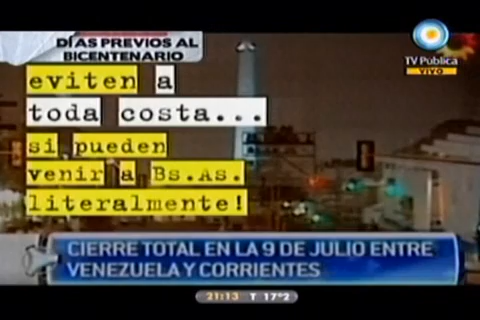 DÍAS PREVIOS AL
BICENTENARIO
TV Pública
VIVO
eviten a
toda costa...
si pueden
venir a Bs.As.
literalmente!
CIERRE TOTAL EN LA 9 DE JULIO ENTRE
VENEZUELA Y CORRIENTES
21:13 T 17°2